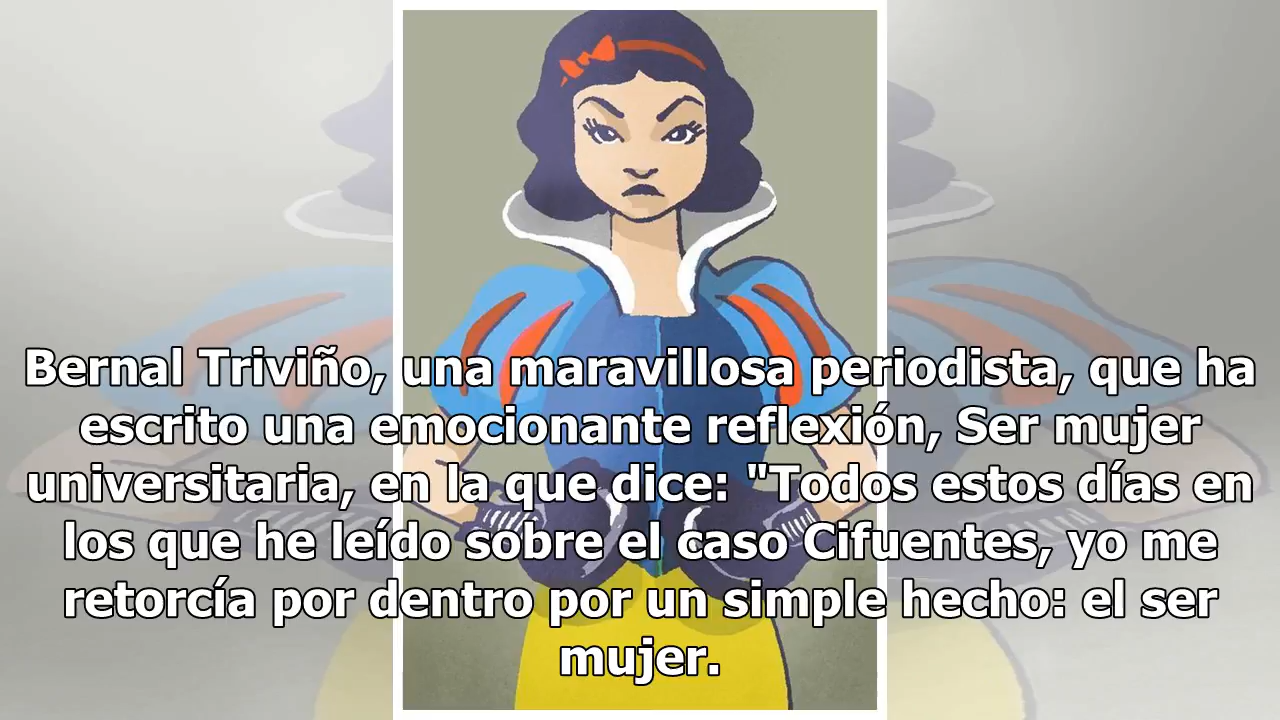 Bernal Triviño, una maravillosa periodista, que ha
escrito una emocionante reflexión, Ser mujer
universitaria, en la que dice: "Todos estos días en
los que he leído sobre el caso Cifuentes, yo me
retorcía por dentro por un simple hecho: el ser
mujer.